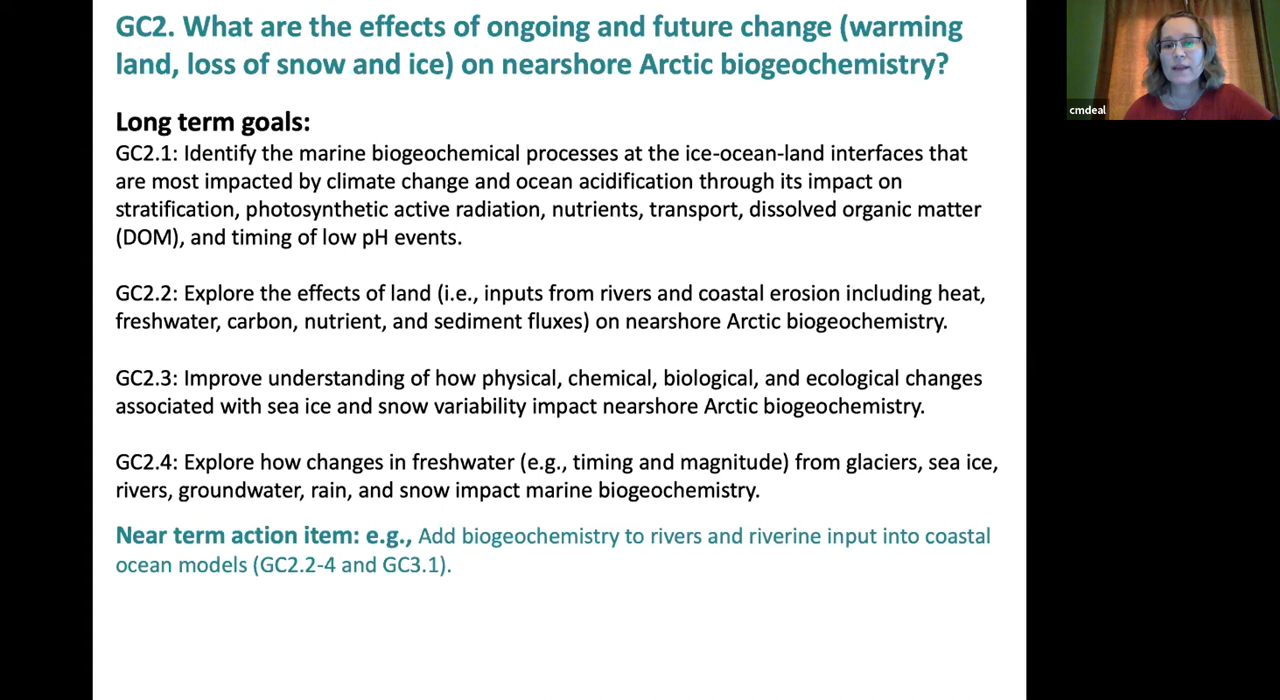 GC2. What are the effects of ongoing and future change (warming
land, loss of snow and ice) on nearshore Arctic biogeochemistry?
Long term goals:
GC2.1: Identify the marine biogeochemical processes at the ice-ocean-land interfaces that
are most impacted by climate change and ocean acidification through its impact on
stratification, photosynthetic active radiation, nutrients, transport, dissolved organic matter
(DOM), and timing of low pH events.
GC2.2: Explore the effects of land (i.e., inputs from rivers and coastal erosion including heat,
freshwater, carbon, nutrient, and sediment fluxes) on nearshore Arctic biogeochemistry.
GC2.3: Improve understanding of how physical, chemical, biological, and ecological changes
associated with sea ice and snow variability impact nearshore Arctic biogeochemistry.
GC2.4: Explore how changes in freshwater (e.g., timing and magnitude) from glaciers, sea ice,
rivers, groundwater, rain, and snow impact marine biogeochemistry.
Near term action item: e.g., Add biogeochemistry to rivers and riverine input into coastal
ocean models (GC2.2-4 and GC3.1).
cmdeal